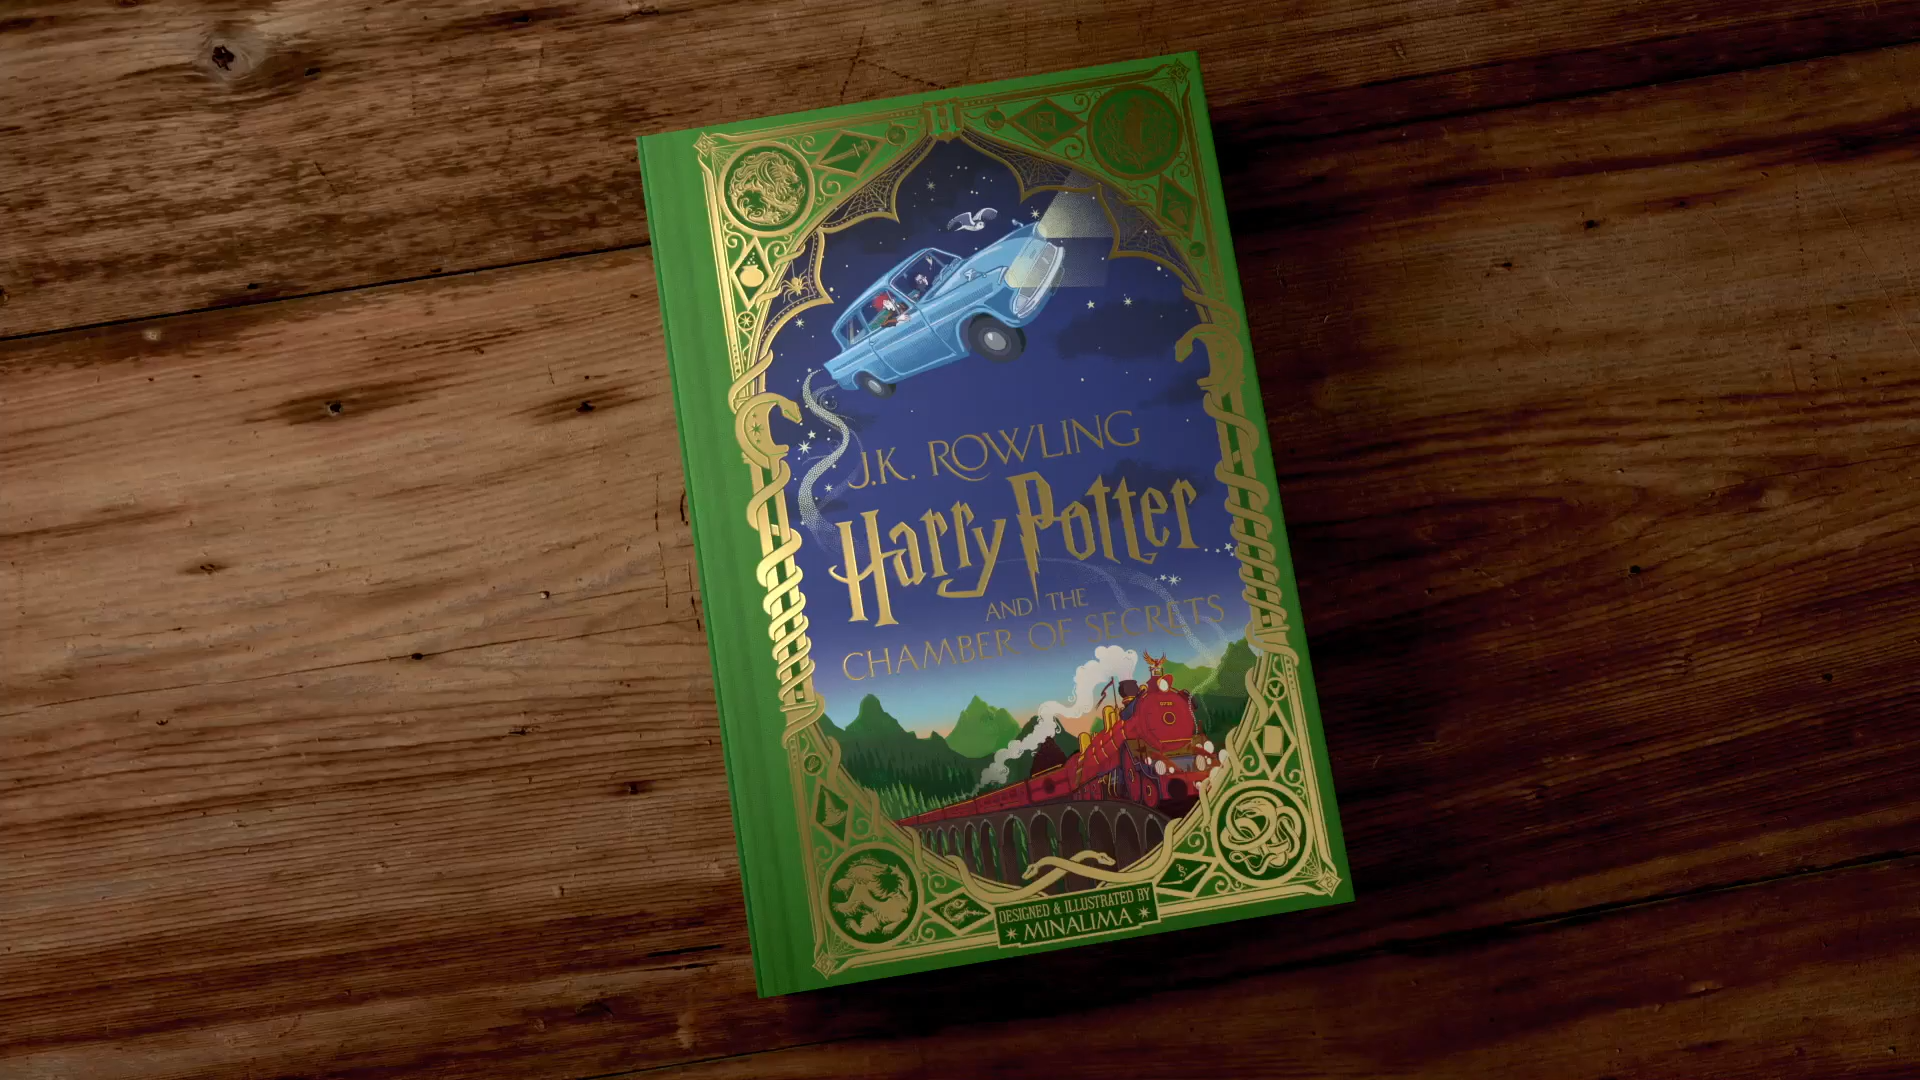 J.K. ROWLING
Harry Potter
AND THE
CHAMBER OF SECRETS
DESIGNED & ILLUSTRATED BY
MINALIMA